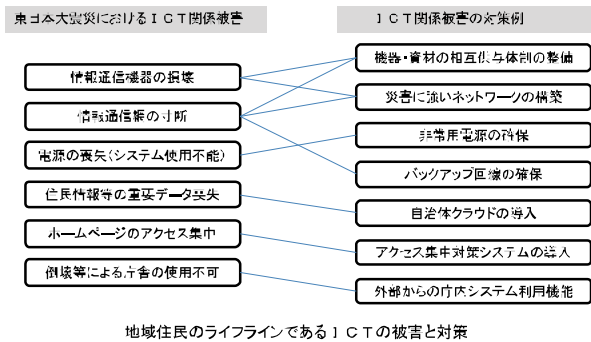 東日本大震災におけるＩＣＴ関係被害
ＩＣＴ関係被害の対策例
情報通信機器の損壊
情報通信網の寸断
電源の喪失(システム使用不能)
住民情報等の重要データ喪失
ホームページのアクセス集中
倒壊等による庁舎の使用不可
機器・資材の相互供与体制の整備
災害に強いネットワークの構築
非常用電源の確保
バックアップ回線の確保
自治体クラウドの導入
アクセス集中対策システムの導入
外部からの庁内システム利用機能
地域住民のライフラインであるＩＣＴの被害と対策